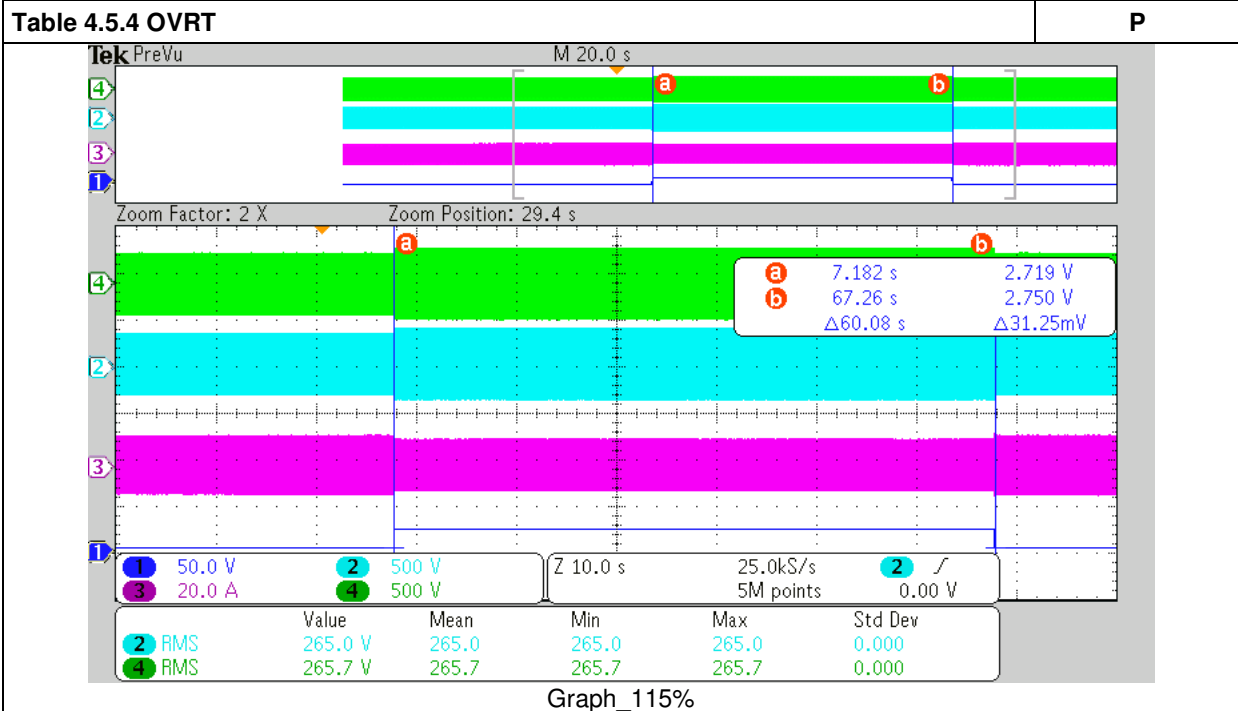 Table 4.5.4 OVRT P
Tek PreVu M 20.0 s
4
a b
2
3
1
Zoom Factor: 2 X Zoom Position: 29.4 s
a b
4
a 7.182 s 2.719 V
b 67.26 s 2.750 V
△60.08 s △31.25mV
2
3
1
1 50.0 V 2 500 V Z 10.0 s 25.0kS/s 2
3 20.0 A 4 500 V 5M points 0.00 V
Value Mean Min Max Std Dev
2 RMS 265.0 V 265.0 265.0 265.0 0.000
4 RMS 265.7 V 265.7 265.7 265.7 0.000
Graph_115%